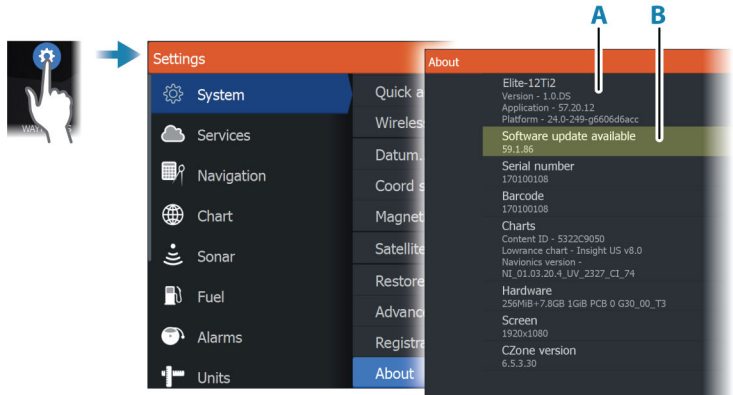 A
B
WAY
Settings
System
Services
Navigation
Chart
Sonar
Fuel
Alarms
Units
Quick a
Wireles
Datum.
Coord s
Magnet
Satellite
Restore
Advanc
Registra
About
About
Elite-12Ti2
Version - 1.0.DS
Application - 57.20.12
Platform - 24.0-249-g6606d6acc
Software update available
59.1.86
Serial number
170100108
Barcode
170100108
Charts
Content ID - 5322C9050
Lowrance chart - Insight US v8.0
Navionics version -
NI_01.03.20.4_UV_2327_CI_74
Hardware
256MiB+7.8GB 1GiB PCB 0 G30_00_T3
Screen
1920x1080
CZone version
6.5.3.30